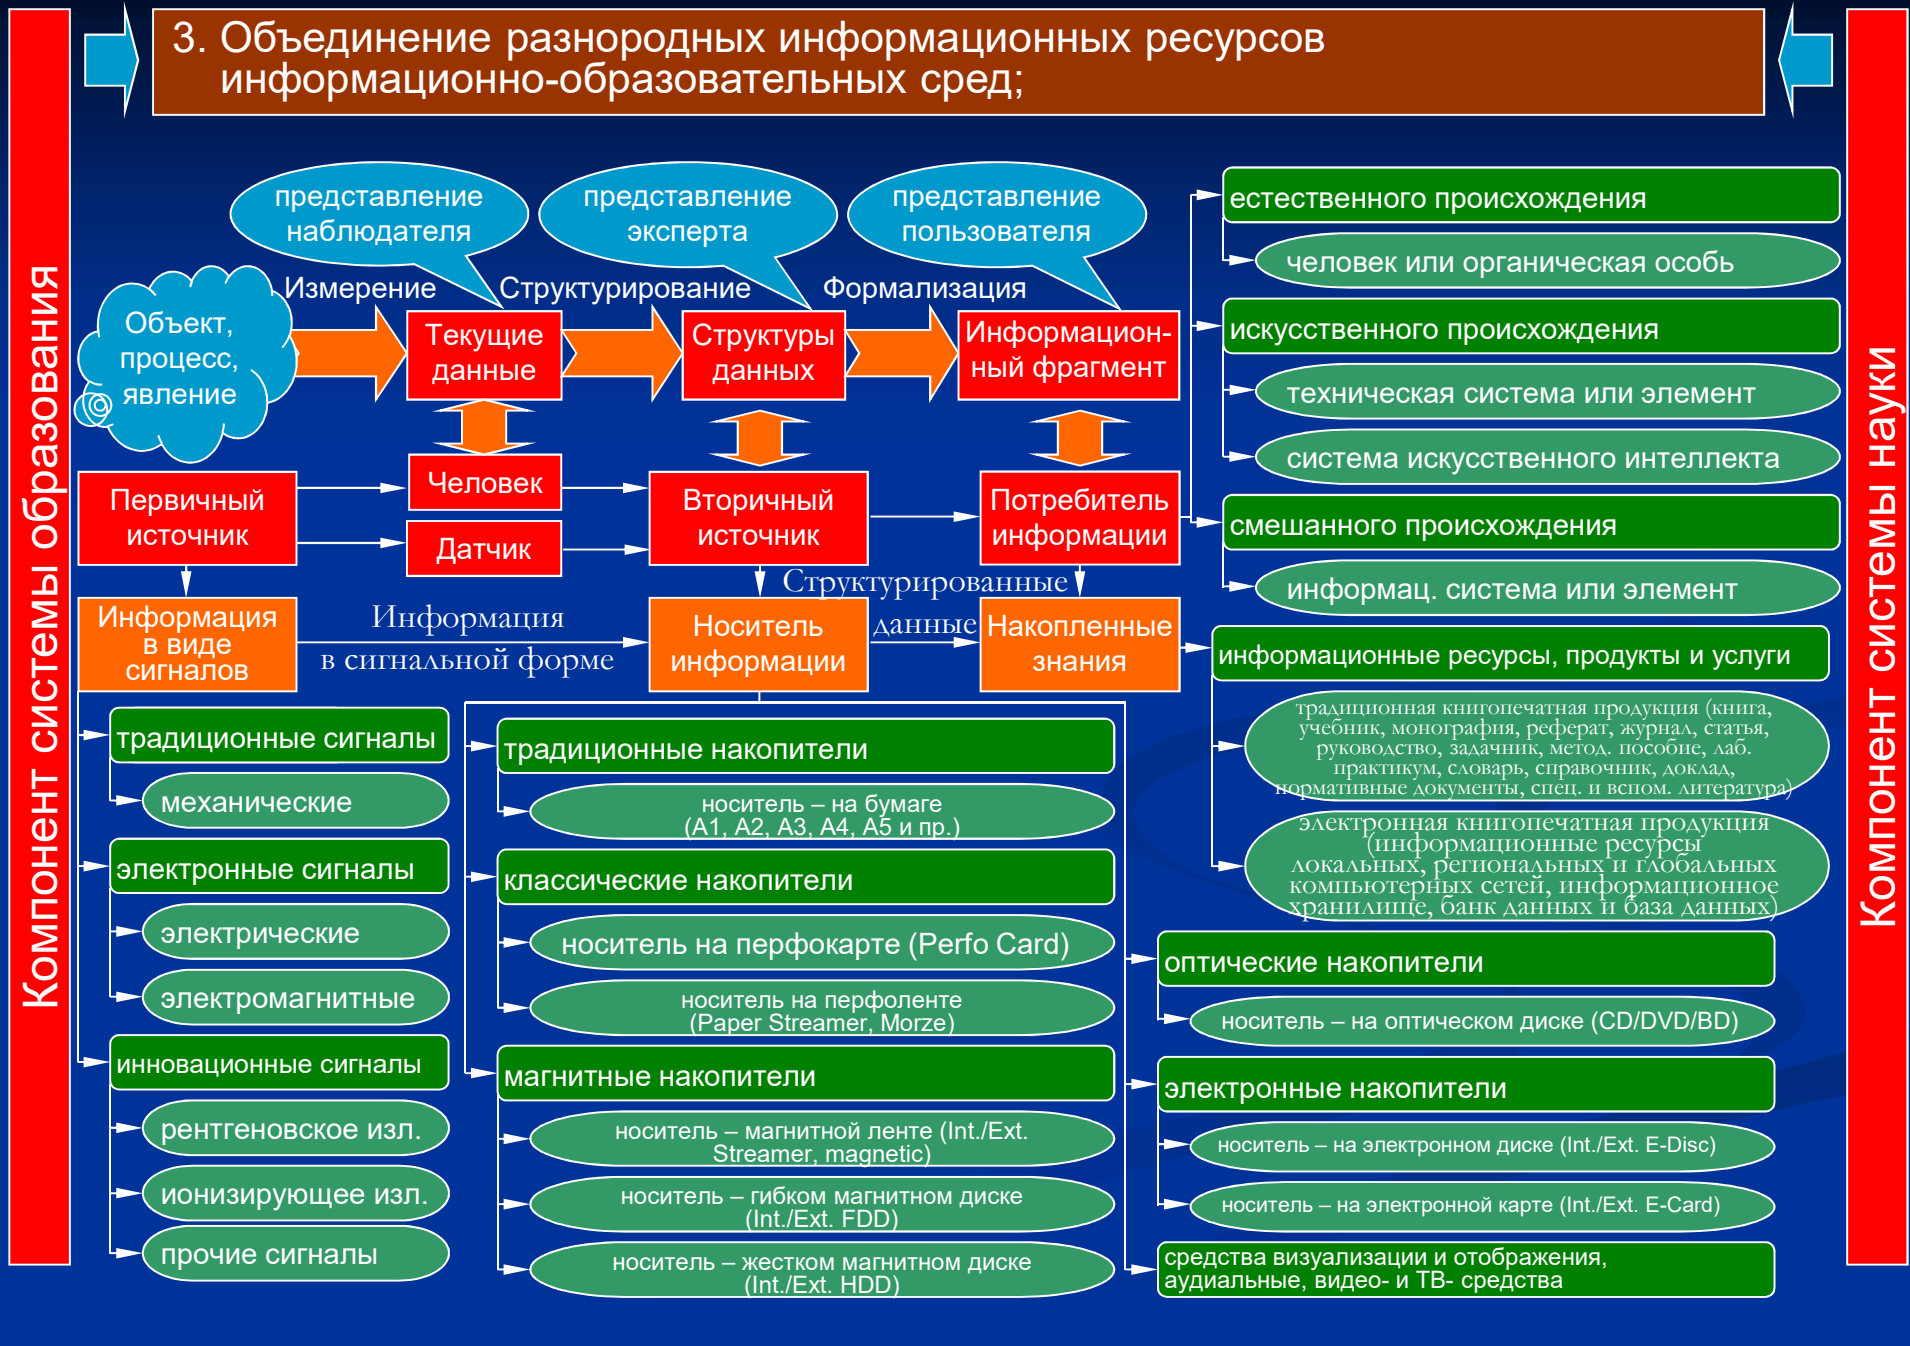 3. Объединение разнородных информационных ресурсов
информационно-образовательных сред;
Компонент системы образования
Компонент системы науки
представление
наблюдателя
представление
эксперта
представление
пользователя
Измерение
Структурирование
Формализация
Объект,
процесс,
явление
Текущие
данные
Структуры
данных
Информацион-
ный фрагмент
Первичный
источник
Человек
Датчик
Вторичный
источник
Потребитель
информации
Информация
в виде
сигналов
Информация
в сигнальной форме
Носитель
информации
Структурированные
данные
Накопленные
знания
естественного происхождения
человек или органическая особь
искусственного происхождения
техническая система или элемент
система искусственного интеллекта
смешанного происхождения
информац. система или элемент
информационные ресурсы, продукты и услуги
традиционная книгопечатная продукция (книга,
учебник, монография, реферат, журнал, статья,
руководство, задачник, метод. пособие, лаб.
практикум, словарь, справочник, доклад,
нормативные документы, спец. и вспом. литература)
электронная книгопечатная продукция
(информационные ресурсы
локальных, региональных и глобальных
компьютерных сетей, информационное
хранилище, банк данных и база данных)
традиционные сигналы
механические
электронные сигналы
электрические
электромагнитные
инновационные сигналы
рентгеновское изл.
ионизирующее изл.
прочие сигналы
традиционные накопители
носитель – на бумаге
(А1, А2, А3, А4, А5 и пр.)
классические накопители
носитель на перфокарте (Perfo Card)
носитель на перфоленте
(Paper Streamer, Morze)
магнитные накопители
носитель – магнитной ленте (Int./Ext.
Streamer, magnetic)
носитель – гибком магнитном диске
(Int./Ext. FDD)
носитель – жестком магнитном диске
(Int./Ext. HDD)
оптические накопители
носитель – на оптическом диске (CD/DVD/BD)
электронные накопители
носитель – на электронном диске (Int./Ext. E-Disc)
носитель – на электронной карте (Int./Ext. E-Card)
средства визуализации и отображения,
аудиальные, видео- и ТВ- средства